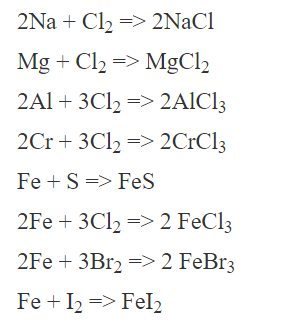 2Na + Cl₂ => 2NaCl
Mg + Cl₂ => MgCl₂
2Al + 3Cl₂ => 2AlCl₃
2Cr + 3Cl₂ => 2CrCl₃
Fe + S => FeS
2Fe + 3Cl₂ => 2 FeCl₃
2Fe + 3Br₂ => 2 FeBr₃
Fe + I₂ => FeI₂